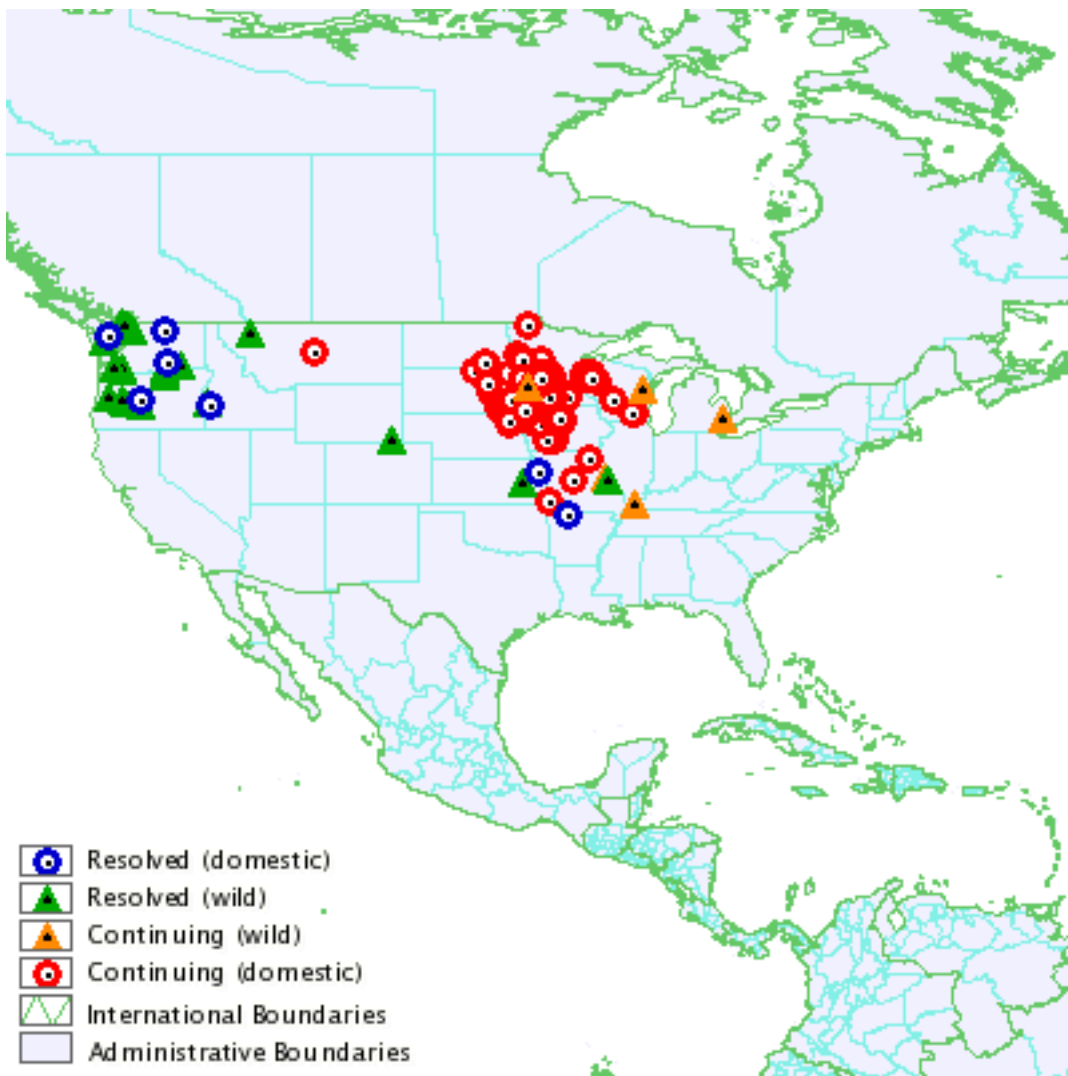 Resolved (domestic)
Resolved (wild)
Continuing (wild)
Continuing (domestic)
International Boundaries
Administrative Boundaries